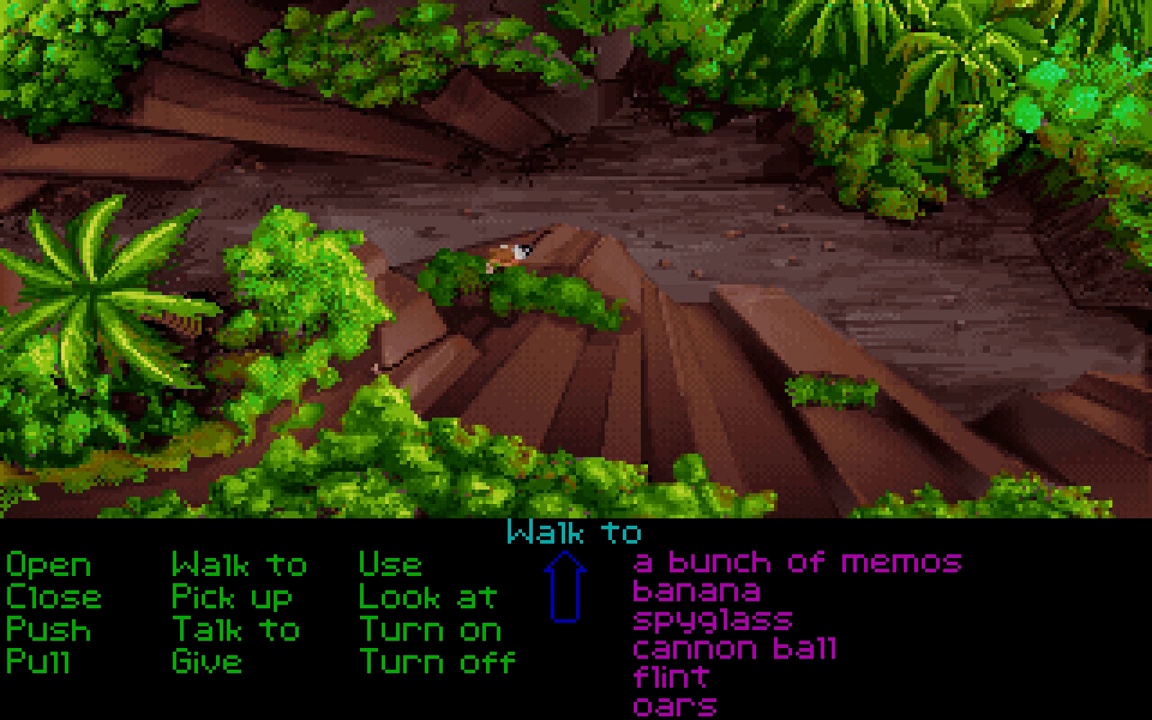 Walk to
Open Walk to Use
Close Pick up Look at
Push Talk to Turn on
Pull Give Turn off
a bunch of memos
banana
spyglass
cannon ball
flint
oars